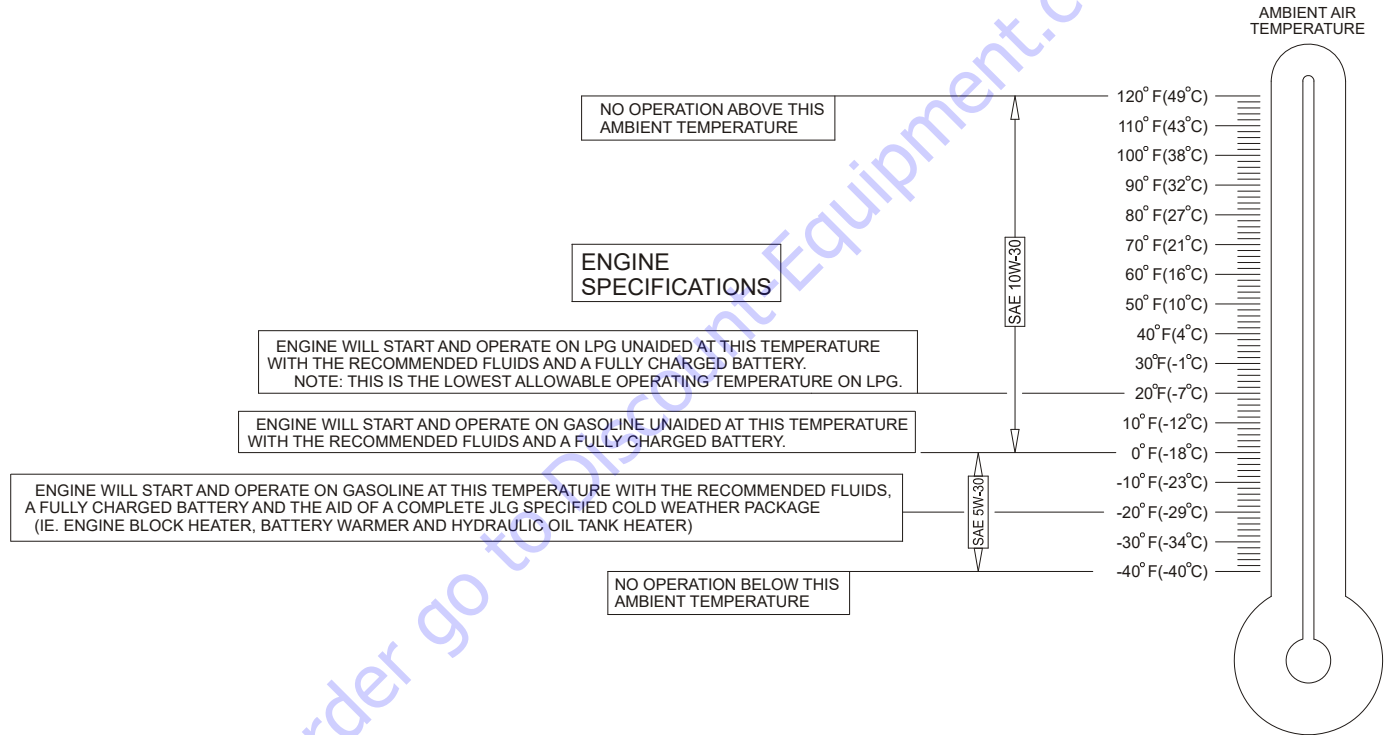 AMBIENT AIR
TEMPERATURE
NO OPERATION ABOVE THIS
AMBIENT TEMPERATURE
120° F(49°C)
110° F(43°C)
100° F(38°C)
90° F(32°C)
80° F(27°C)
70° F(21°C)
60° F(16°C)
50° F(10°C)
40°F(4°C)
30°F(-1°C)
20°F(-7°C)
10°F(-12°C)
0° F(-18°C)
-10° F(-23°C)
-20° F(-29°C)
-30° F(-34°C)
-40° F(-40°C)
SAE 10W-30
ENGINE
SPECIFICATIONS
ENGINE WILL START AND OPERATE ON LPG UNAIDED AT THIS TEMPERATURE
WITH THE RECOMMENDED FLUIDS AND A FULLY CHARGED BATTERY.
NOTE: THIS IS THE LOWEST ALLOWABLE OPERATING TEMPERATURE ON LPG.
ENGINE WILL START AND OPERATE ON GASOLINE UNAIDED AT THIS TEMPERATURE
WITH THE RECOMMENDED FLUIDS AND A FULLY CHARGED BATTERY.
ENGINE WILL START AND OPERATE ON GASOLINE AT THIS TEMPERATURE WITH THE RECOMMENDED FLUIDS,
A FULLY CHARGED BATTERY AND THE AID OF A COMPLETE JLG SPECIFIED COLD WEATHER PACKAGE
(IE. ENGINE BLOCK HEATER, BATTERY WARMER AND HYDRAULIC OIL TANK HEATER)
SAE 5W-30
NO OPERATION BELOW THIS
AMBIENT TEMPERATURE
rder go to Discount-Equipment.c